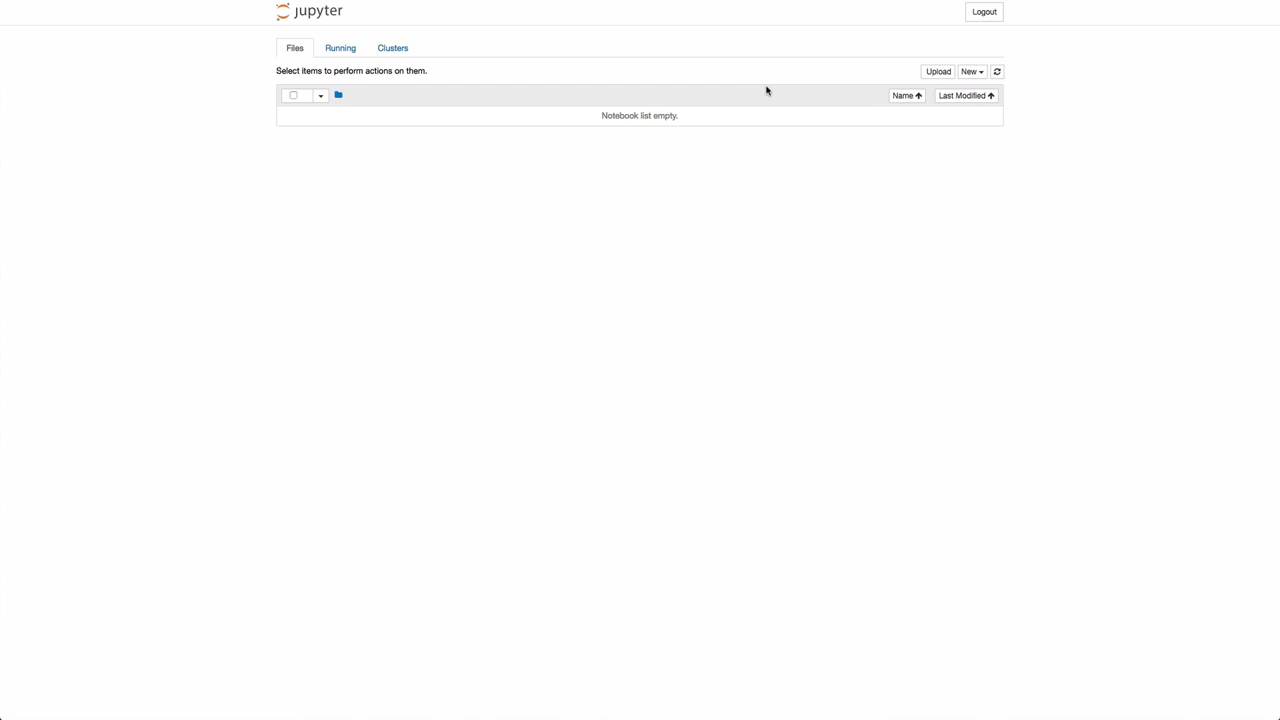 jupyter
Logout
Files Running Clusters
Select items to perform actions on them.
Upload New
Name Last Modified
Notebook list empty.